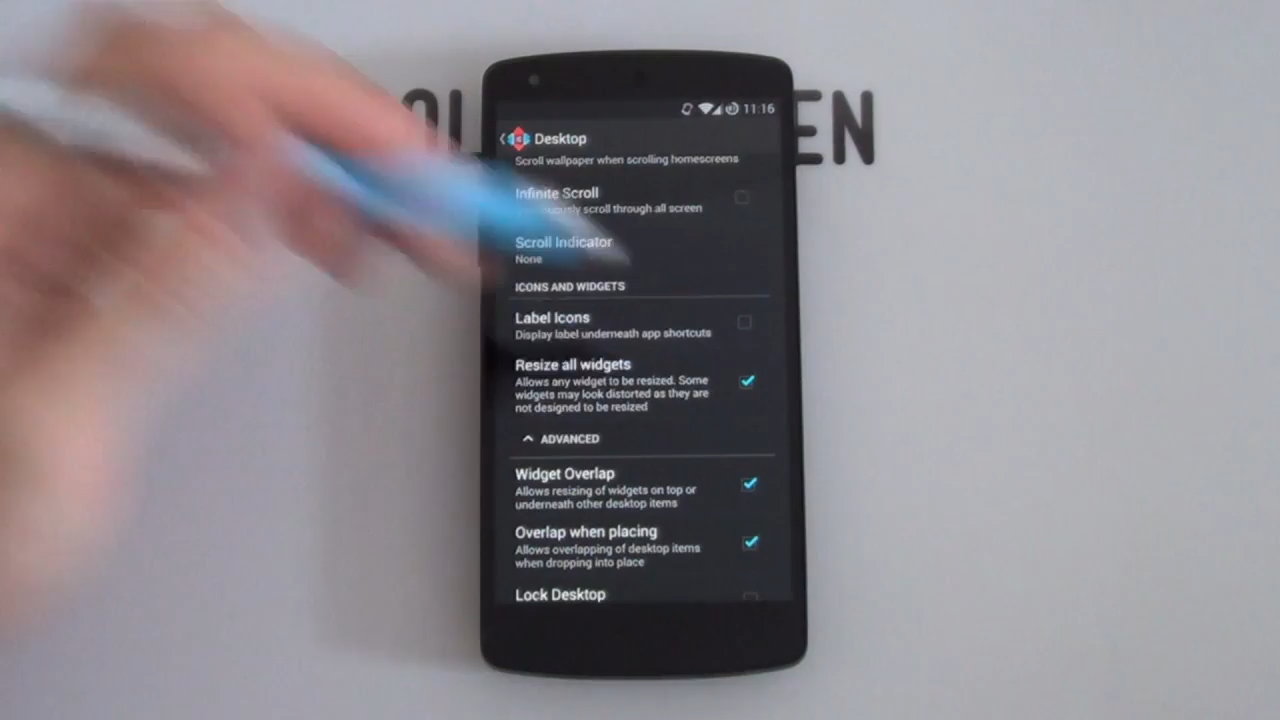 OL
EN
11:16
Desktop
Scroll wallpaper when scrolling homescreens
Infinite Scroll
scroll through all screen
Scroll Indicator
None
ICONS AND WIDGETS
Label Icons
Display label underneath app shortcuts
Resize all widgets
Allows any widget to be resized. Some
widgets may look distorted as they are
not designed to be resized
ADVANCED
Widget Overlap
Allows resizing of widgets on top or
underneath other desktop items
Overlap when placing
Allows overlapping of desktop items
when dropping into place
Lock Desktop